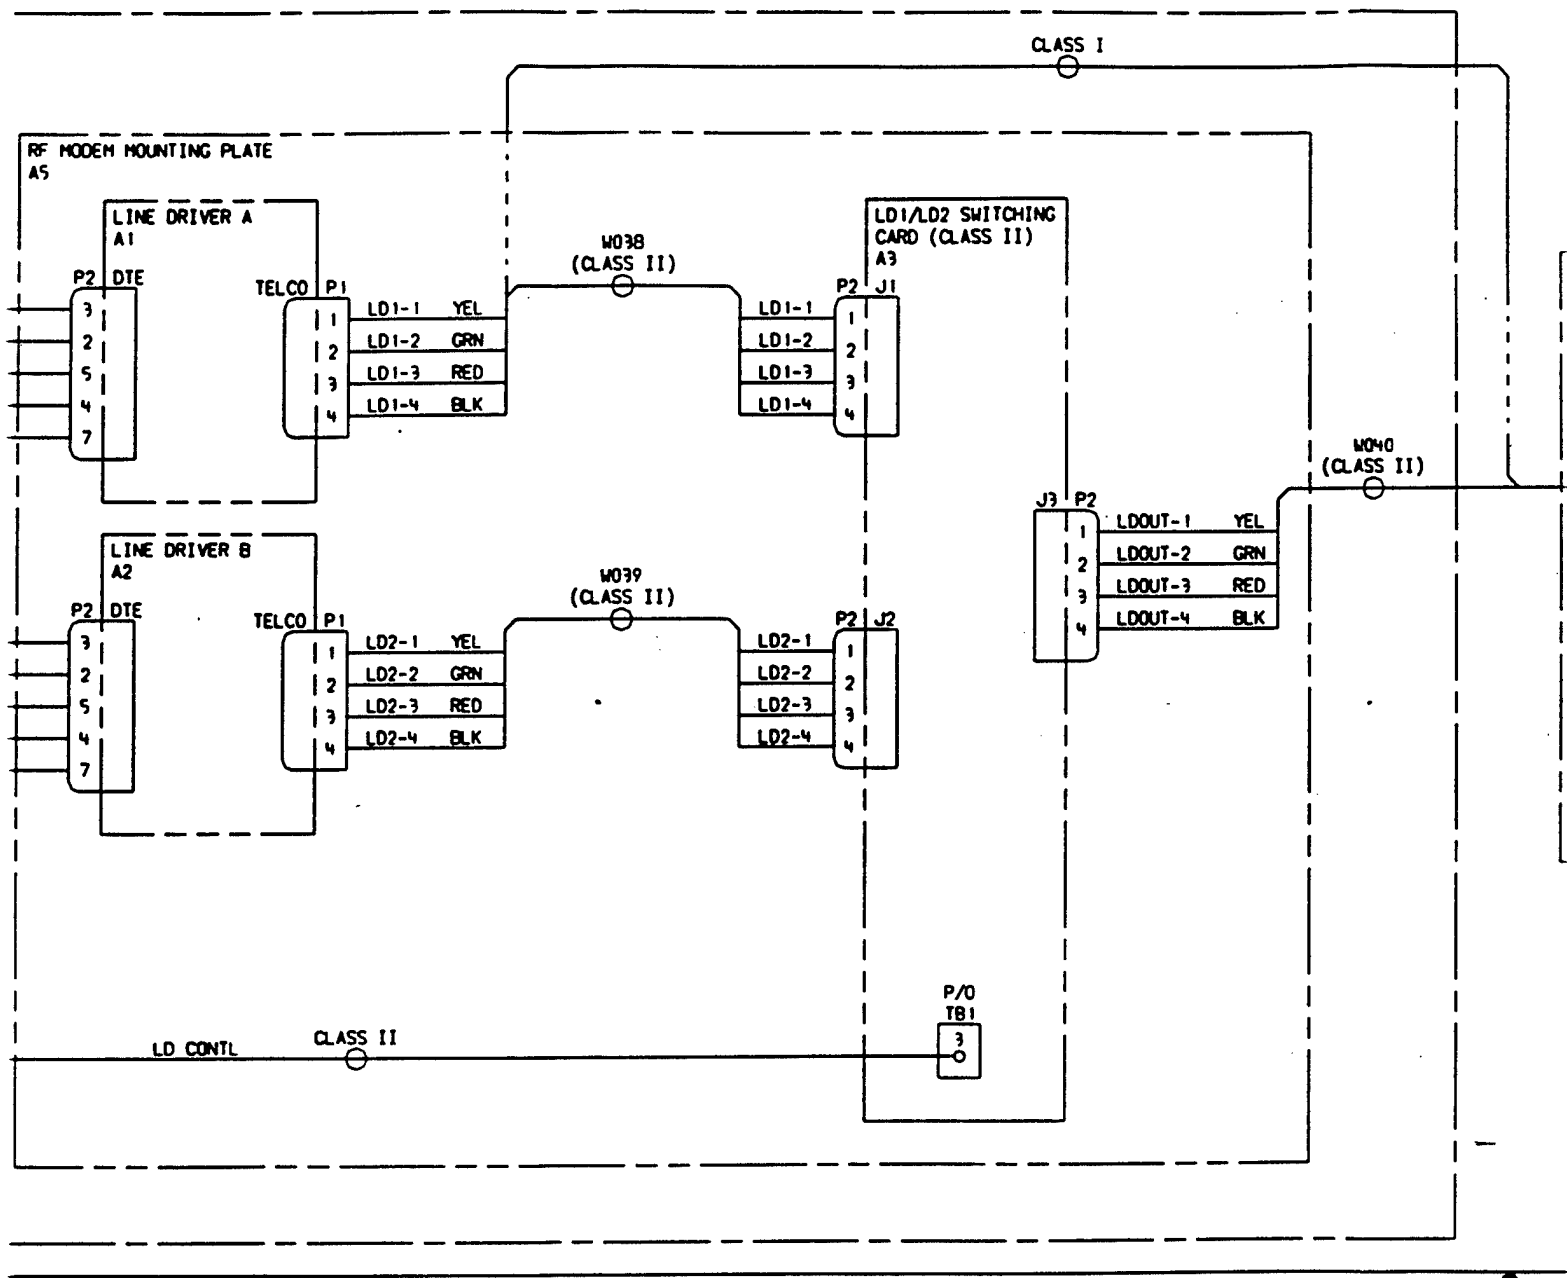 CLASS I
RF MODEM MOUNTING PLATE
A5
LINE DRIVER A
A1
P2 DTE
3
2
5
4
7
TELCO P1
1 LD1-1 YEL
2 LD1-2 GRN
3 LD1-3 RED
4 LD1-4 BLK
W038
(CLASS II)
LD1/LD2 SWITCHING
CARD (CLASS II)
A3
P2 J1
LD1-1 1
LD1-2 2
LD1-3 3
LD1-4 4
W040
(CLASS II)
J3 P2
1 LDOUT-1 YEL
2 LDOUT-2 GRN
3 LDOUT-3 RED
4 LDOUT-4 BLK
LINE DRIVER B
A2
P2 DTE
3
2
5
4
7
TELCO P1
1 LD2-1 YEL
2 LD2-2 GRN
3 LD2-3 RED
4 LD2-4 BLK
W039
(CLASS II)
P2 J2
LD2-1 1
LD2-2 2
LD2-3 3
LD2-4 4
P/O
TB1
3
LD CONTL
CLASS II